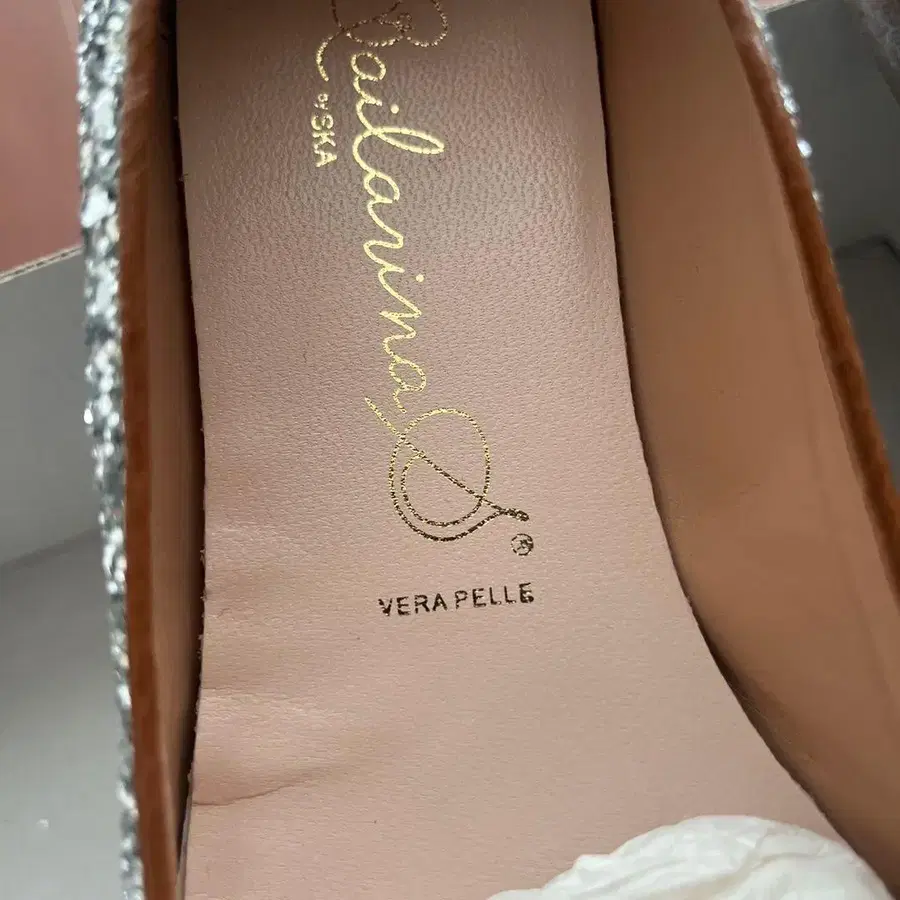 Bailarina
BY SKA
®
VERA PELLE